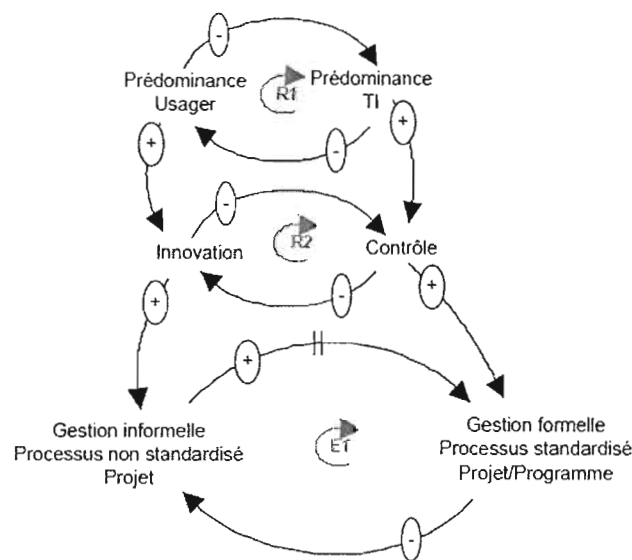 -
Prédominance
Usager
R1
Prédominance
TI
+
-
+
-
Innovation
R2
Contrôle
+
-
+
+
Gestion informelle
Processus non standardisé
Projet
E1
Gestion formelle
Processus standardisé
Projet/Programme
-